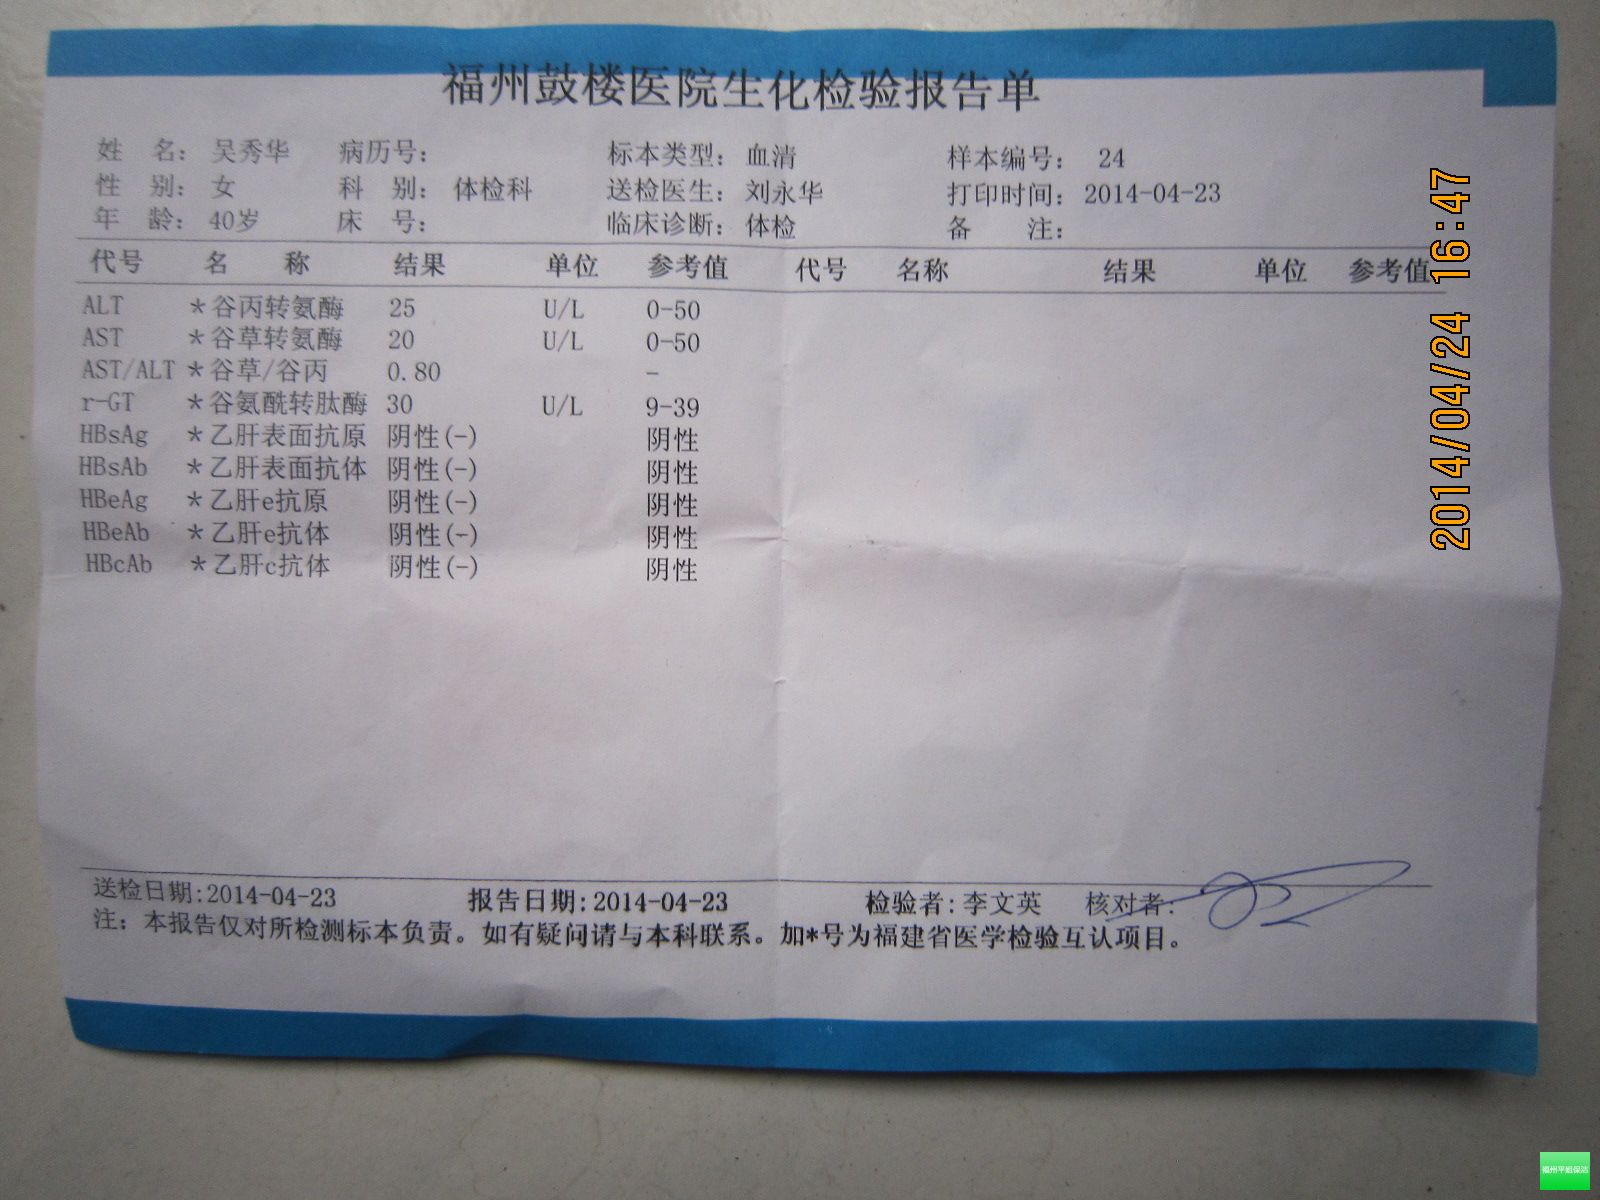 福州鼓楼医院生化检验报告单
姓 名： 吴秀华 病历号： 标本类型： 血清 样本编号： 24
性 别： 女 科 别： 体检科 送检医生： 刘永华 打印时间： 2014-04-23
年 龄： 40岁 床 号： 临床诊断： 体检 备 注：
代号 名 称 结果 单位 参考值 代号 名称 结果 单位 参考值
ALT *谷丙转氨酶 25 U/L 0-50
AST *谷草转氨酶 20 U/L 0-50
AST/ALT *谷草/谷丙 0.80 -
r-GT *谷氨酰转肽酶 30 U/L 9-39
HBsAg *乙肝表面抗原 阴性(-) 阴性
HBsAb *乙肝表面抗体 阴性(-) 阴性
HBeAg *乙肝e抗原 阴性(-) 阴性
HBeAb *乙肝e抗体 阴性(-) 阴性
HBcAb *乙肝c抗体 阴性(-) 阴性
送检日期:2014-04-23 报告日期:2014-04-23 检验者:李文英 核对者:
注：本报告仅对所检测标本负责。如有疑问请与本科联系。加*号为福建省医学检验互认项目。
2014/04/24 16:47
福州平姐保洁